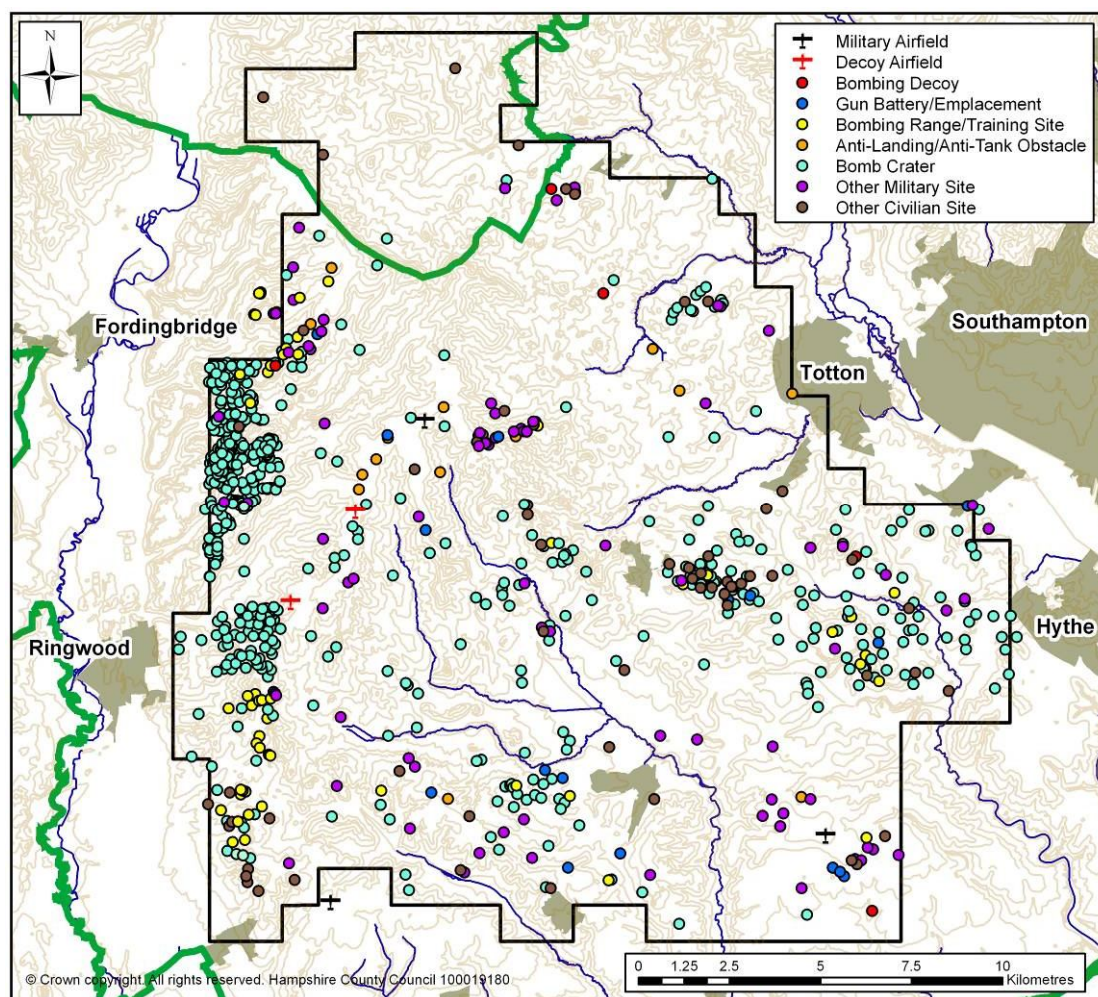 N
Military Airfield
Decoy Airfield
Bombing Decoy
Gun Battery/Emplacement
Bombing Range/Training Site
Anti-Landing/Anti-Tank Obstacle
Bomb Crater
Other Military Site
Other Civilian Site
Fordingbridge
Southampton
Totton
Ringwood
Hythe
© Crown copyright. All rights reserved. Hampshire County Council 100019180
0 1.25 2.5 5 7.5 10
Kilometres